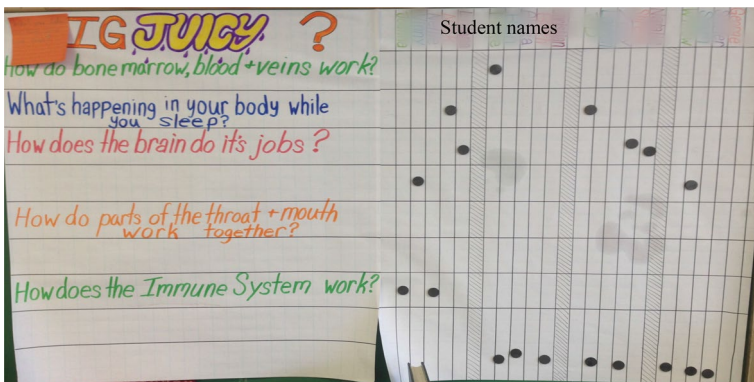 IG JUICY ?
Student names
How do bone marrow, blood + veins work?
What's happening in your body while
you sleep?
How does the brain do it's jobs?
How do parts of the throat + mouth
work together?
How does the Immune System work?